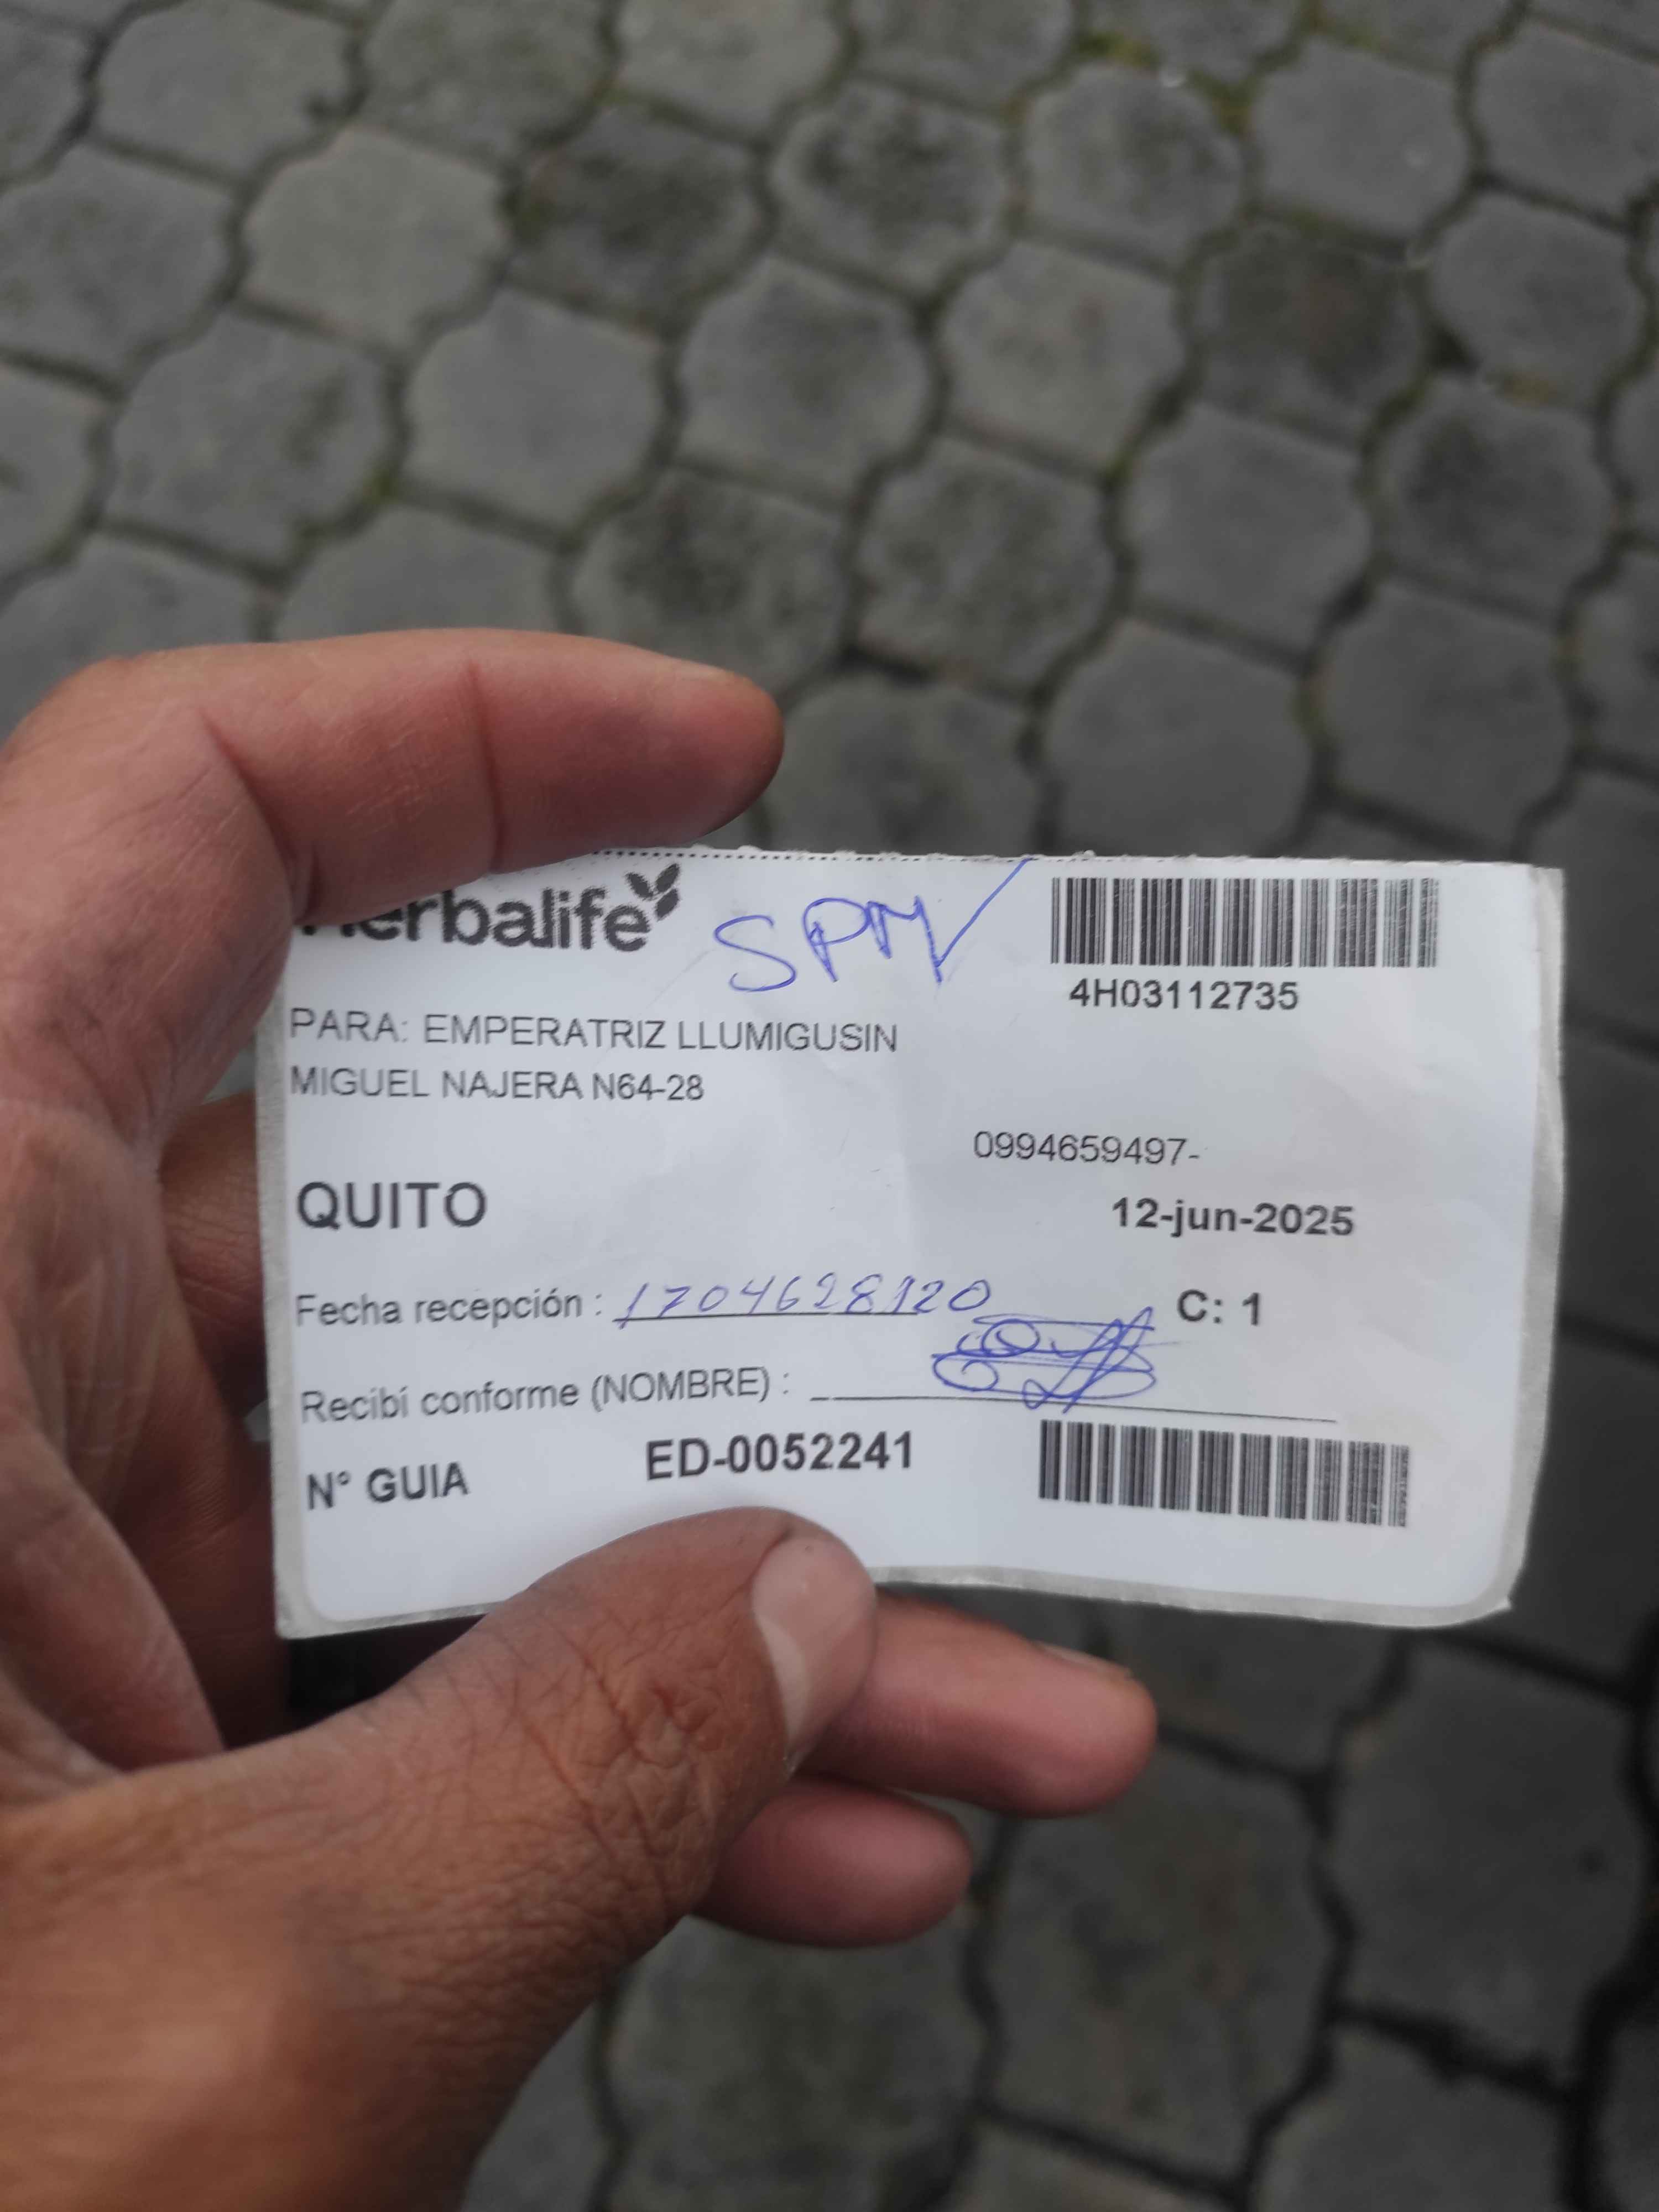 Herbalife SPM
4H03112735
PARA: EMPERATRIZ LLUMIGUSIN
MIGUEL NAJERA N64-28
0994659497-
QUITO 12-jun-2025
Fecha recepción : 1704628120 C: 1
Recibí conforme (NOMBRE) :
N° GUIA ED-0052241